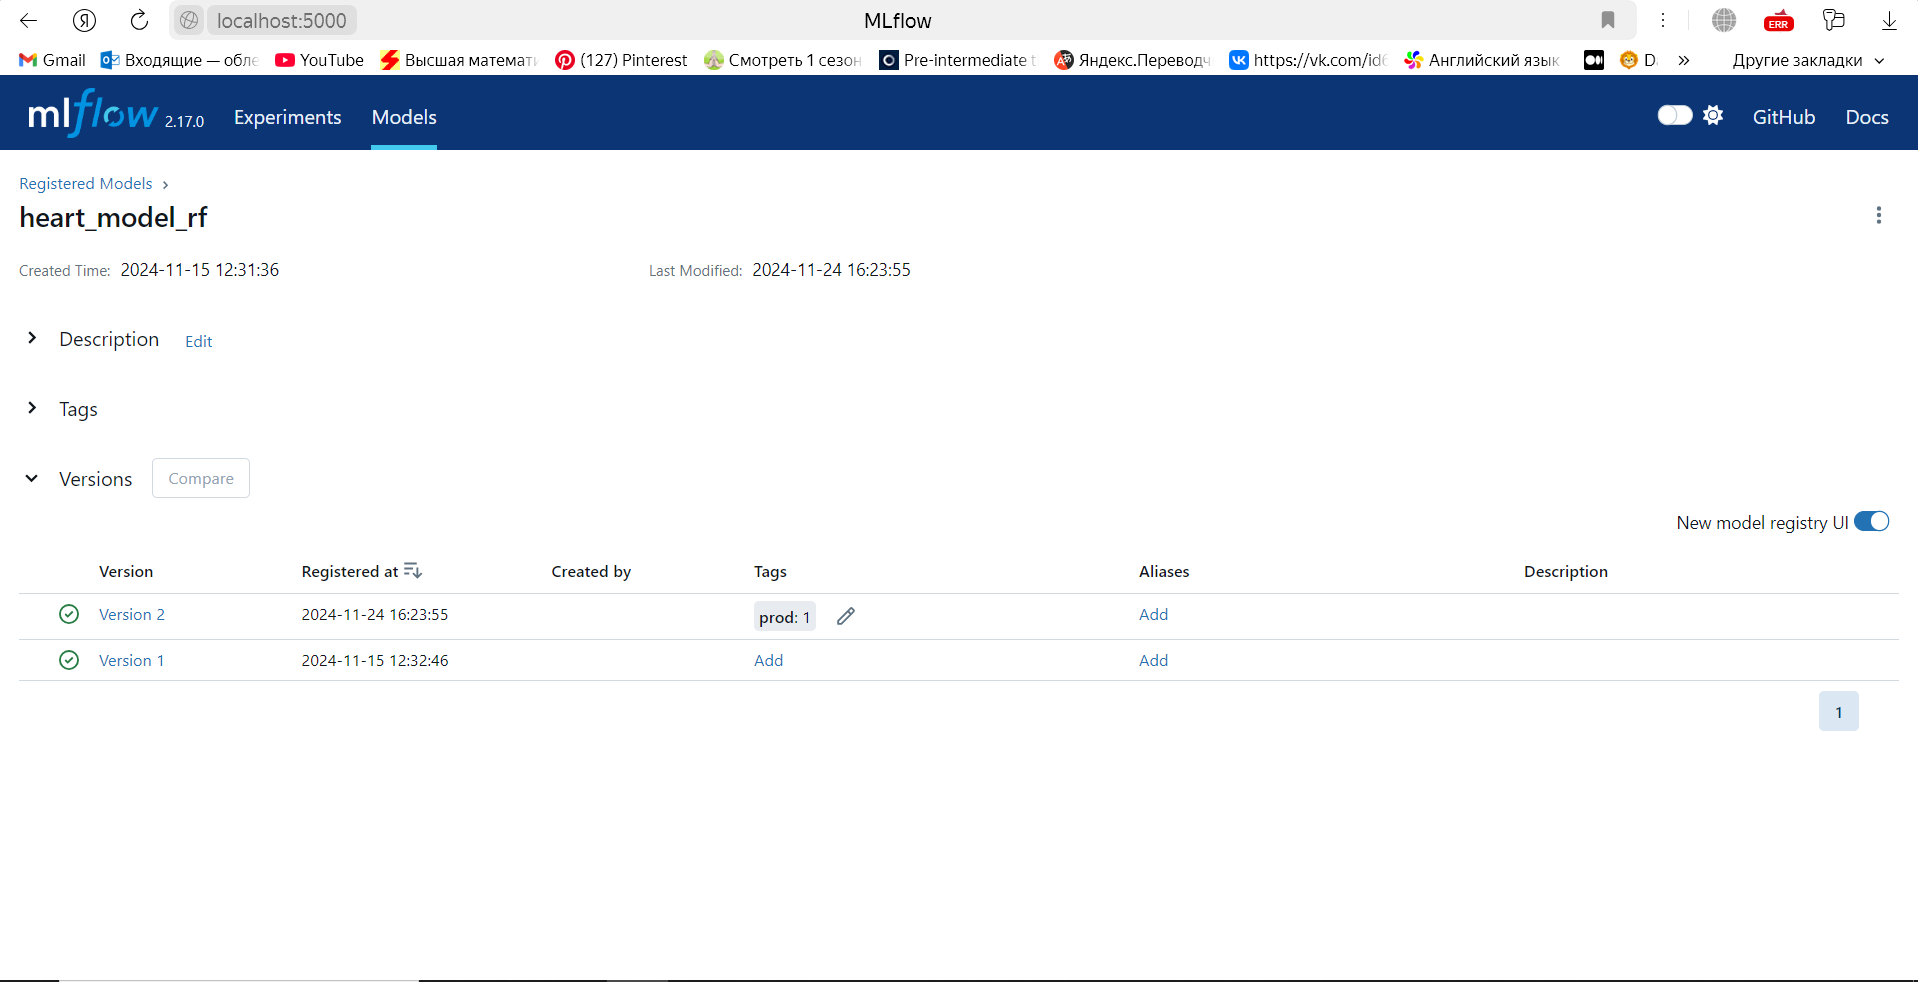 localhost:5000 MLflow ERR
Gmail Входящие — обле YouTube Высшая математи (127) Pinterest Смотреть 1 сезон Pre-intermediate t Яндекс.Переводч https://vk.com/id6 Английский язык D » Другие закладки
mlflow 2.17.0 Experiments Models GitHub Docs
Registered Models
heart_model_rf
Created Time: 2024-11-15 12:31:36 Last Modified: 2024-11-24 16:23:55
Description Edit
Tags
Versions Compare
New model registry UI
Version Registered at Created by Tags Aliases Description
Version 2 2024-11-24 16:23:55 prod: 1 Add
Version 1 2024-11-15 12:32:46 Add Add
1